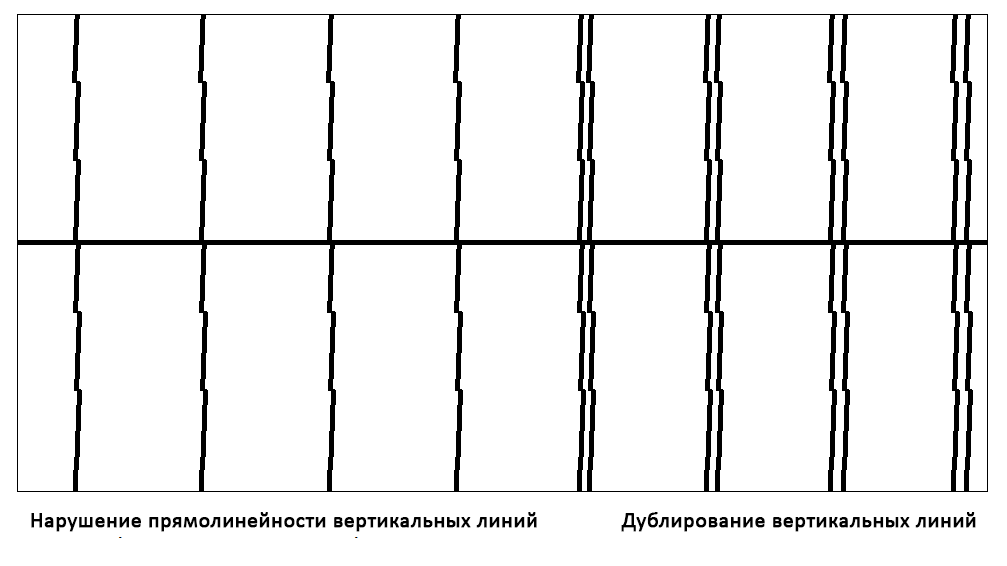 Нарушение прямолинейности вертикальных линий
Дублирование вертикальных линий